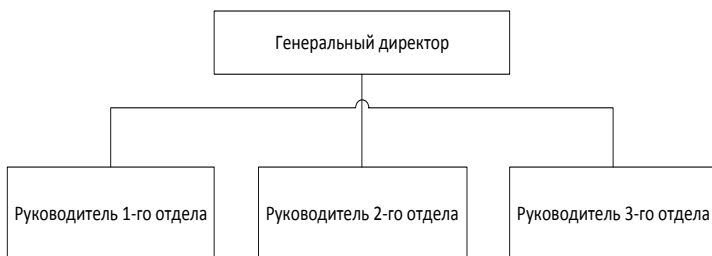 Генеральный директор
Руководитель 1-го отдела
Руководитель 2-го отдела
Руководитель 3-го отдела